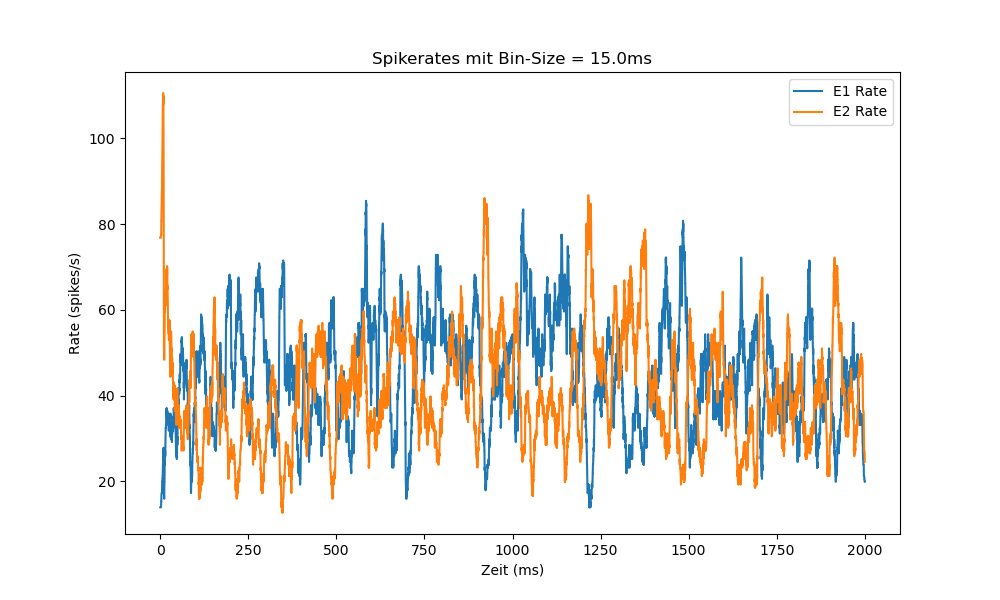 Spikerates mit Bin-Size = 15.0ms
E1 Rate
E2 Rate
Rate (spikes/s)
100
80
60
40
20
0 250 500 750 1000 1250 1500 1750 2000
Zeit (ms)